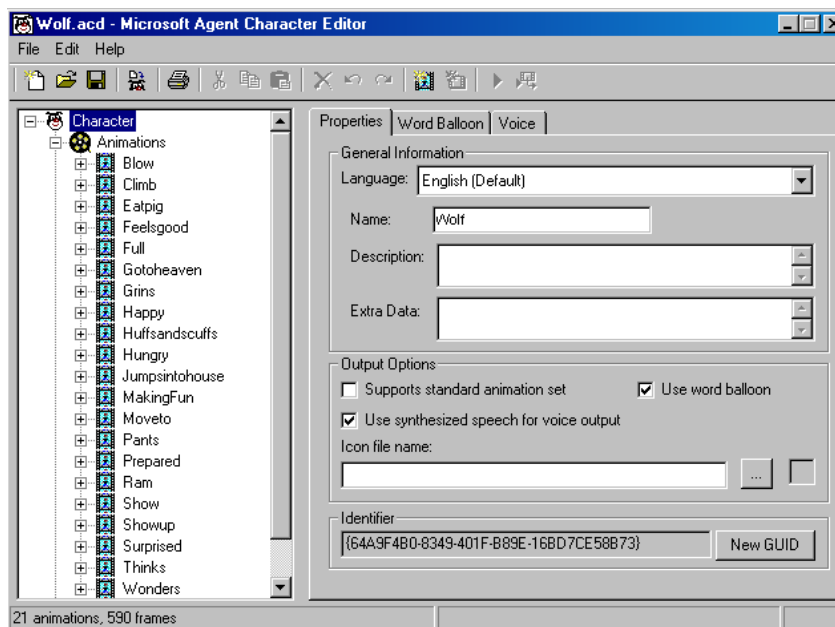 Wolf.acd - Microsoft Agent Character Editor
File Edit Help
Character
Animations
Blow
Climb
Eatpig
Feelsgood
Full
Gotoheaven
Grins
Happy
Huffsandscuffs
Hungry
Jumpsintohouse
MakingFun
Moveto
Pants
Prepared
Ram
Show
Showup
Surprised
Thinks
Wonders
Properties Word Balloon Voice
General Information
Language: English (Default)
Name: Wolf
Description:
Extra Data:
Output Options
Supports standard animation set Use word balloon
Use synthesized speech for voice output
Icon file name:
...
Identifier
{64A9F4B0-8349-401F-B89E-16BD7CE58B73} New GUID
21 animations, 590 frames